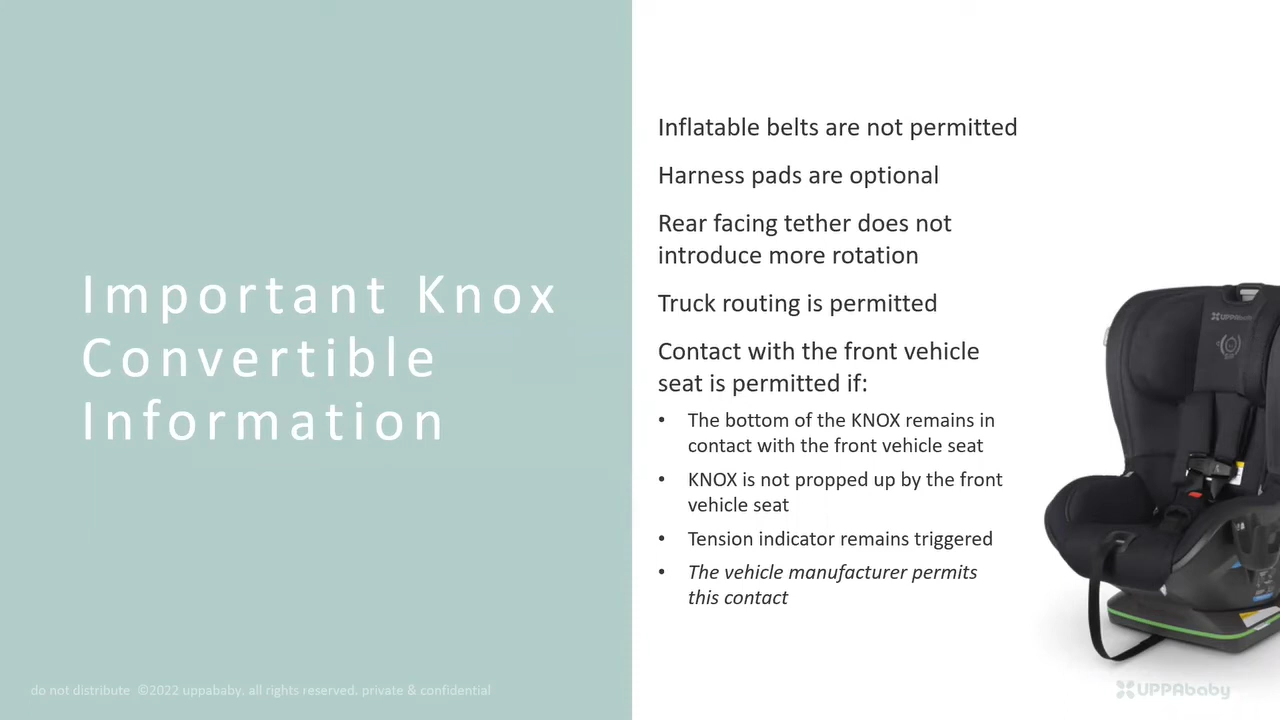 Important Knox
Convertible
Information
Inflatable belts are not permitted
Harness pads are optional
Rear facing tether does not
introduce more rotation
Truck routing is permitted
Contact with the front vehicle
seat is permitted if:
• The bottom of the KNOX remains in
contact with the front vehicle seat
• KNOX is not propped up by the front
vehicle seat
• Tension indicator remains triggered
• The vehicle manufacturer permits
this contact
UPPAbaby
do not distribute ©2022 uppababy. all rights reserved. private & confidential
UPPAbaby